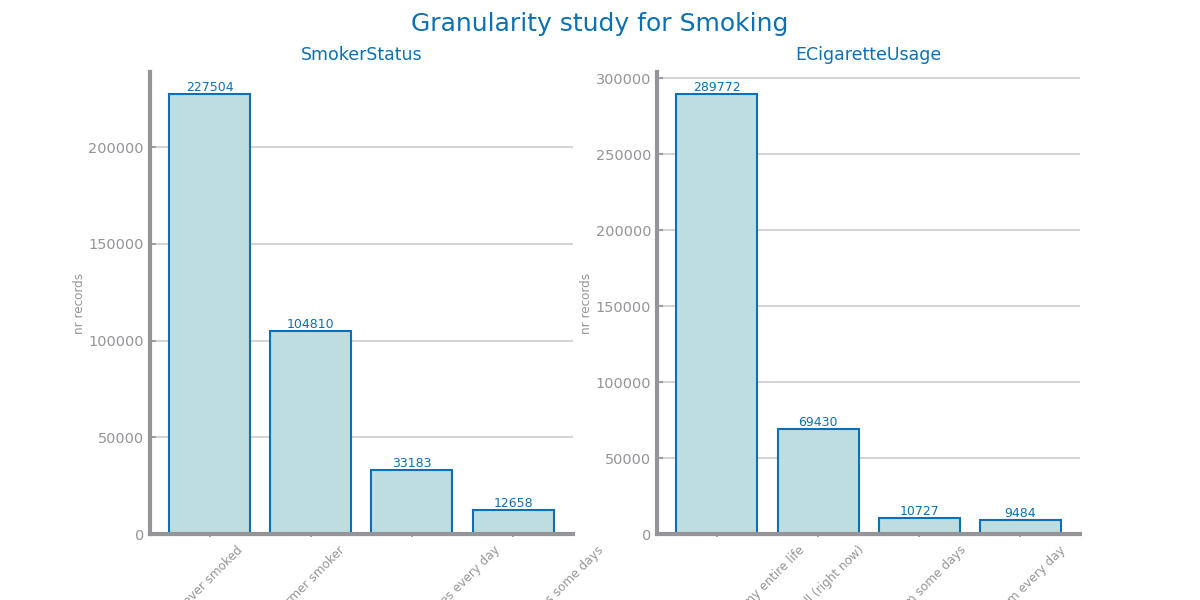 Granularity study for Smoking
SmokerStatus
227504
104810
33183
12658
200000
150000
100000
50000
0
nr records
smoked
smoker
every day
some days
ECigaretteUsage
289772
69430
10727
9484
300000
250000
200000
150000
100000
50000
0
nr records
entire life
(right now)
some days
every day